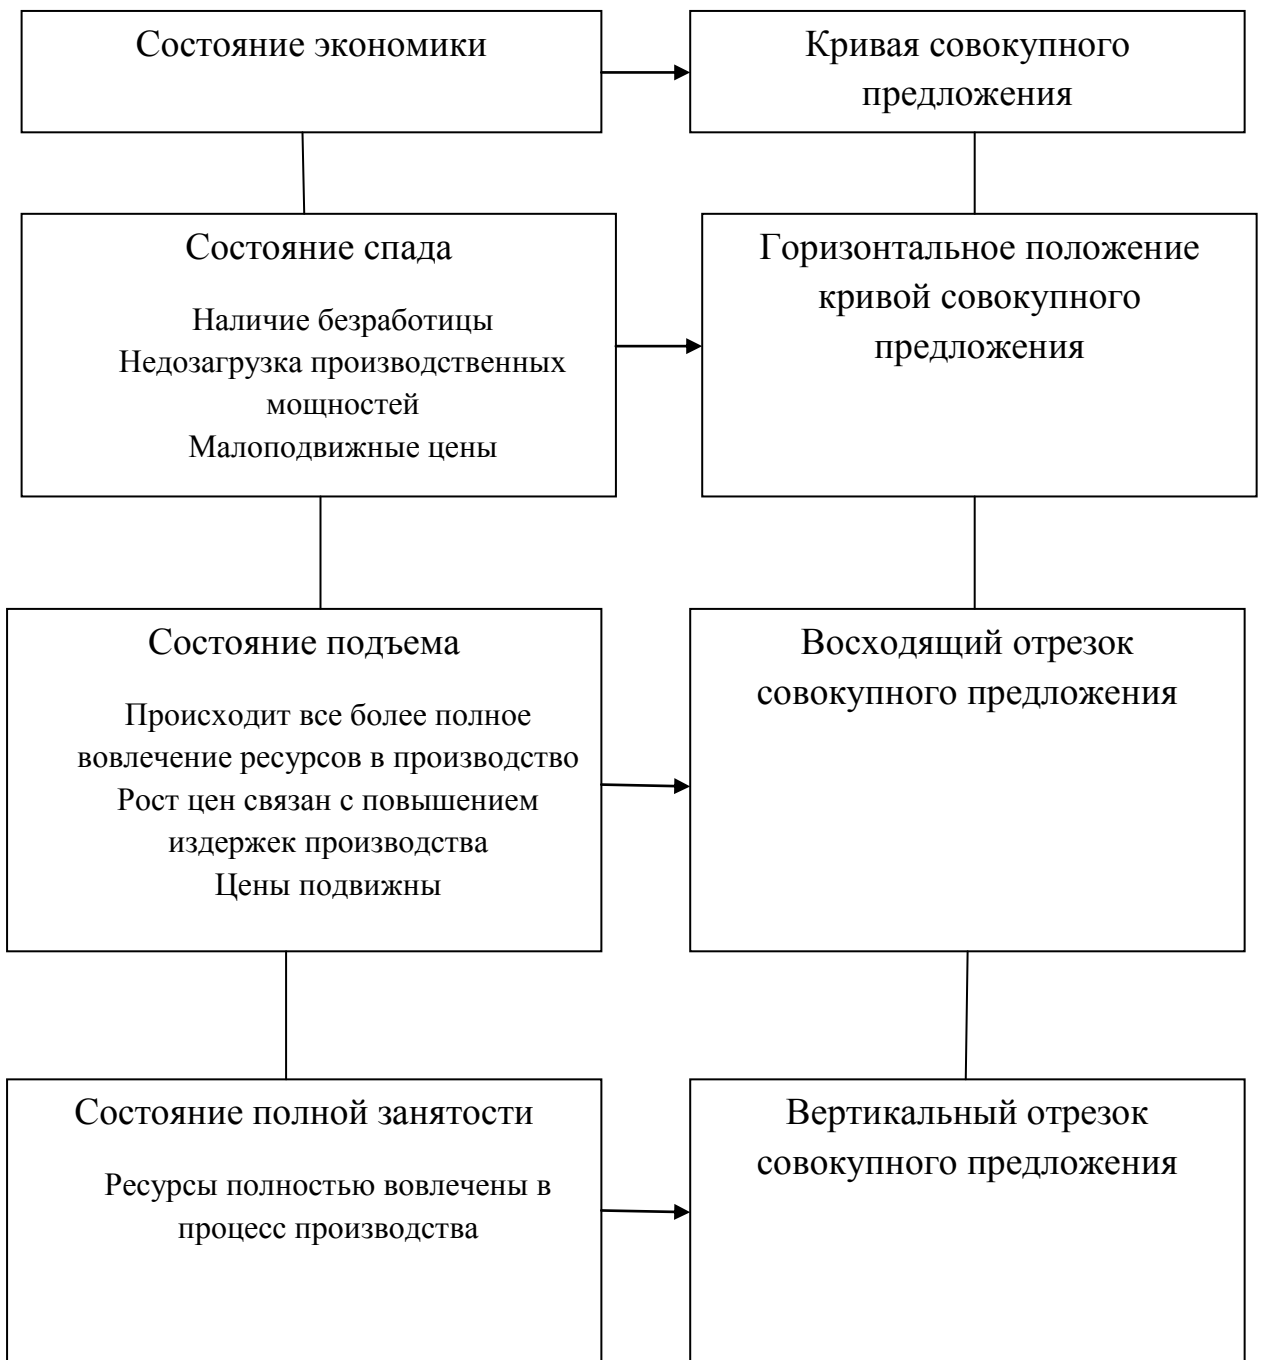 Состояние экономики
Кривая совокупного
предложения
Состояние спада
Наличие безработицы
Недозагрузка производственных
мощностей
Малоподвижные цены
Горизонтальное положение
кривой совокупного
предложения
Состояние подъема
Происходит все более полное
вовлечение ресурсов в производство
Рост цен связан с повышением
издержек производства
Цены подвижны
Восходящий отрезок
совокупного предложения
Состояние полной занятости
Ресурсы полностью вовлечены в
процесс производства
Вертикальный отрезок
совокупного предложения